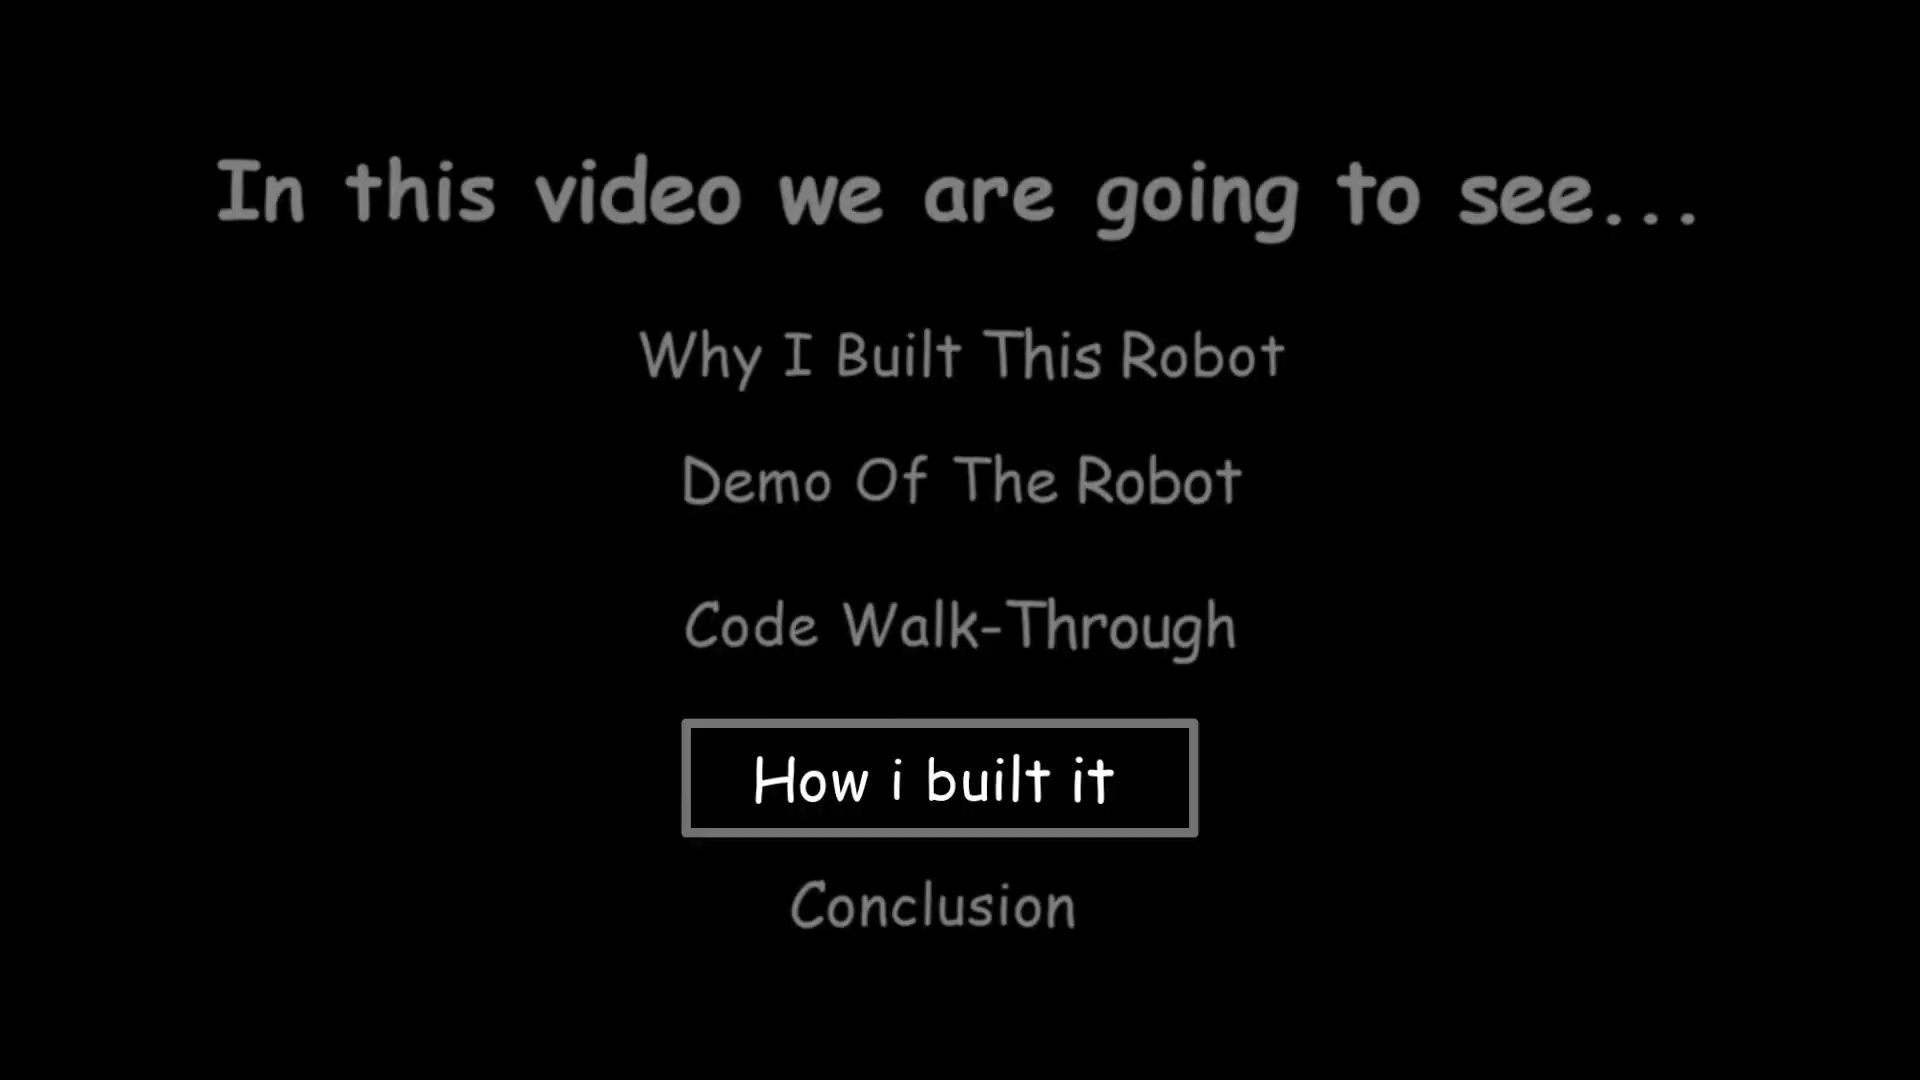 In this video we are going to see...
Why I Built This Robot
Demo Of The Robot
Code Walk-Through
How i built it
Conclusion